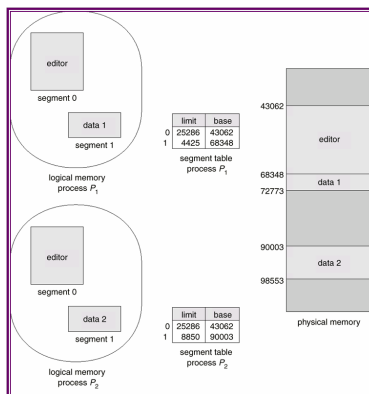 editor
segment 0
data 1
segment 1
logical memory
process P1
limit base
0 25286 43062
1 4425 68348
segment table
process P1
editor
segment 0
data 2
segment 1
logical memory
process P2
limit base
0 25286 43062
1 8850 90003
segment table
process P2
43062
editor
68348
data 1
72773
90003
data 2
98553
physical memory